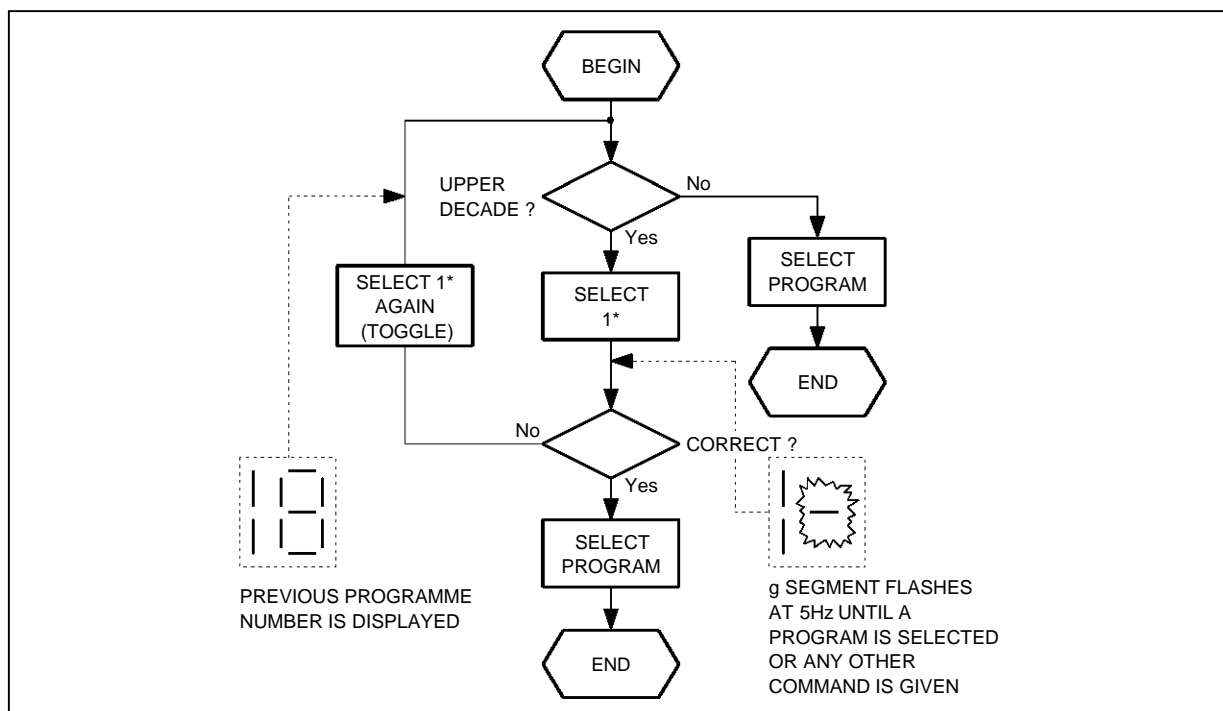 BEGIN
UPPER
DECADE ?
No
Yes
SELECT
PROGRAM
END
SELECT 1*
AGAIN
(TOGGLE)
SELECT
1*
No
CORRECT ?
Yes
SELECT
PROGRAM
END
18
PREVIOUS PROGRAMME
NUMBER IS DISPLAYED
1-
g SEGMENT FLASHES
AT 5Hz UNTIL A
PROGRAM IS SELECTED
OR ANY OTHER
COMMAND IS GIVEN